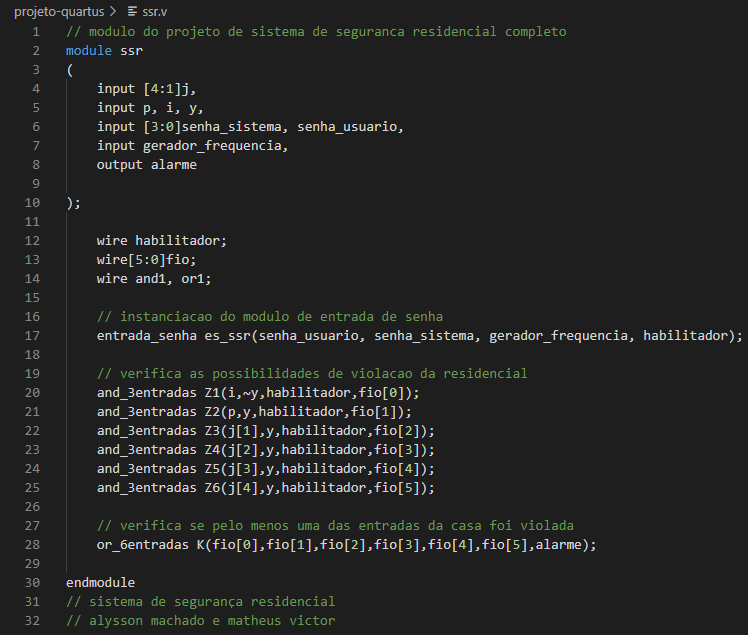 projeto-quartus > ssr.v
1 // modulo do projeto de sistema de seguranca residencial completo
2 module ssr
3 (
4     input [4:1]j,
5     input p, i, y,
6     input [3:0]senha_sistema, senha_usuario,
7     input gerador_frequencia,
8     output alarme
9
10 );
11
12     wire habilitador;
13     wire[5:0]fio;
14     wire and1, or1;
15
16     // instanciacao do modulo de entrada de senha
17     entrada_senha es_ssr(senha_usuario, senha_sistema, gerador_frequencia, habilitador);
18
19     // verifica as possibilidades de violacao da residencial
20     and_3entradas Z1(i,~y,habilitador,fio[0]);
21     and_3entradas Z2(p,y,habilitador,fio[1]);
22     and_3entradas Z3(j[1],y,habilitador,fio[2]);
23     and_3entradas Z4(j[2],y,habilitador,fio[3]);
24     and_3entradas Z5(j[3],y,habilitador,fio[4]);
25     and_3entradas Z6(j[4],y,habilitador,fio[5]);
26
27     // verifica se pelo menos uma das entradas da casa foi violada
28     or_6entradas K(fio[0],fio[1],fio[2],fio[3],fio[4],fio[5],alarme);
29
30 endmodule
31 // sistema de segurança residencial
32 // alysson machado e matheus victor